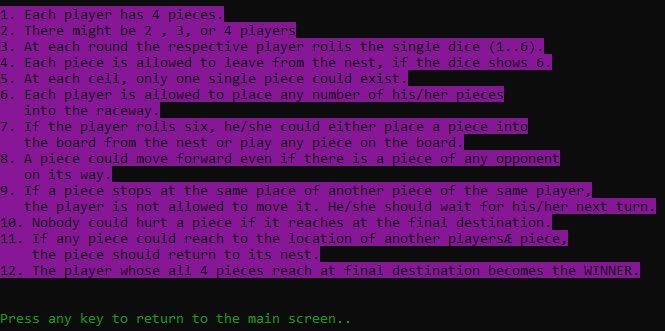 1. Each player has 4 pieces.
2. There might be 2 , 3, or 4 players
3. At each round the respective player rolls the single dice (1..6).
4. Each piece is allowed to leave from the nest, if the dice shows 6.
5. At each cell, only one single piece could exist.
6. Each player is allowed to place any number of his/her pieces
into the raceway.
7. If the player rolls six, he/she could either place a piece into
the board from the nest or play any piece on the board.
8. A piece could move forward even if there is a piece of any opponent
on its way.
9. If a piece stops at the same place of another piece of the same player,
the player is not allowed to move it. He/She should wait for his/her next turn.
10. Nobody could hurt a piece if it reaches at the final destination.
11. If any piece could reach to the location of another playersÆ piece,
the piece should return to its nest.
12. The player whose all 4 pieces reach at final destination becomes the WINNER.
Press any key to return to the main screen..